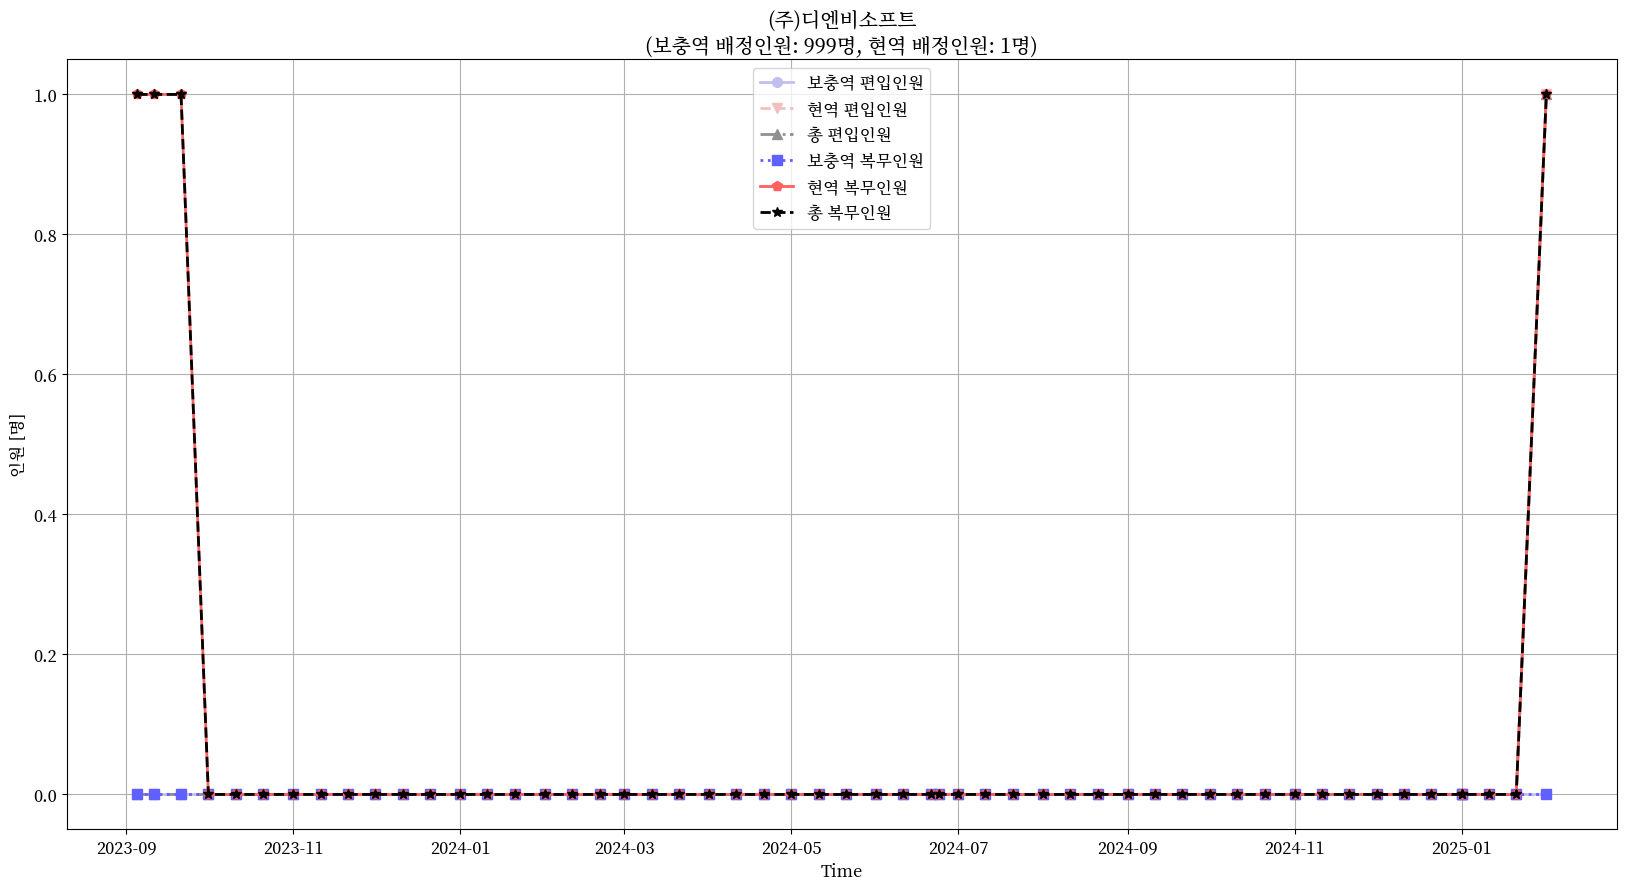 (주)디엔비소프트
(보충역 배정인원: 999명, 현역 배정인원: 1명)
보충역 편입인원
현역 편입인원
총 편입인원
보충역 복무인원
현역 복무인원
총 복무인원
1.0
0.8
0.6
0.4
0.2
0.0
인원 [명]
2023-09 2023-11 2024-01 2024-03 2024-05 2024-07 2024-09 2024-11 2025-01
Time